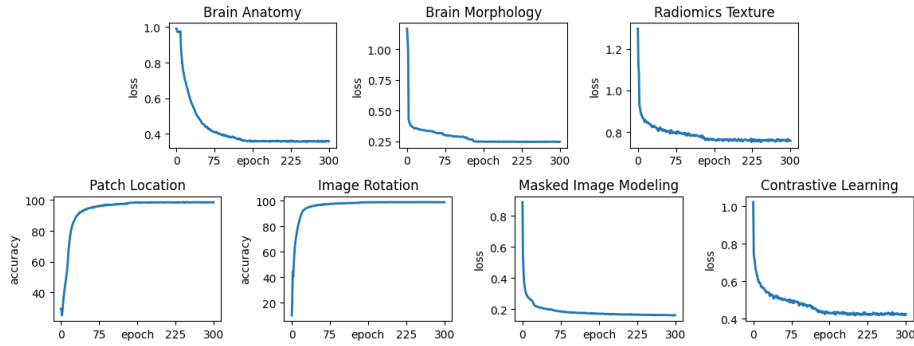 Brain Anatomy
1.0
0.8
0.6
0.4
loss
0 75 epoch 225 300
Brain Morphology
1.00
0.75
0.50
0.25
loss
0 75 epoch 225 300
Radiomics Texture
1.2
1.0
0.8
loss
0 75 epoch 225 300
Patch Location
100
80
60
40
accuracy
0 75 epoch 225 300
Image Rotation
100
80
60
40
20
accuracy
0 75 epoch 225 300
Masked Image Modeling
0.8
0.6
0.4
0.2
loss
0 75 epoch 225 300
Contrastive Learning
1.0
0.8
0.6
0.4
loss
0 75 epoch 225 300